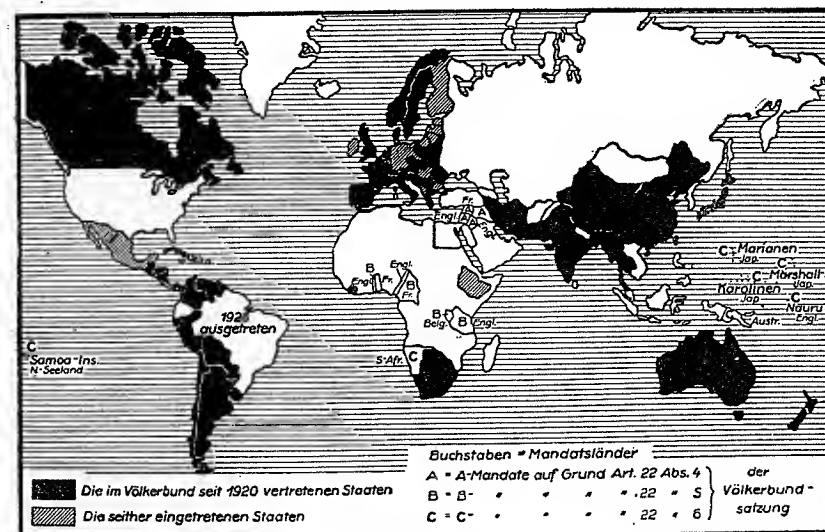 Fr.
A
A
Engl.
A
A
Engl.
B
Engl.
B
Fr.
Engl.
B
Fr.
B
Belg.
B
Engl.
C
S-Afr.
C Marianen
Jap.
C Marshall
Jap.
Karolinen
Jap.
C
Nauru
Engl.
Austr.
C
Samoa-Ins.
N-Seeland
192
ausgetreten
Buchstaben = Mandatsländer
A = A-Mandate auf Grund Art. 22 Abs. 4
B = B- " " " 22 " 5
C = C- " " " 22 " 6
der
Völkerbund-
satzung
Die im Völkerbund seit 1920 vertretenen Staaten
Die seither eingetretenen Staaten